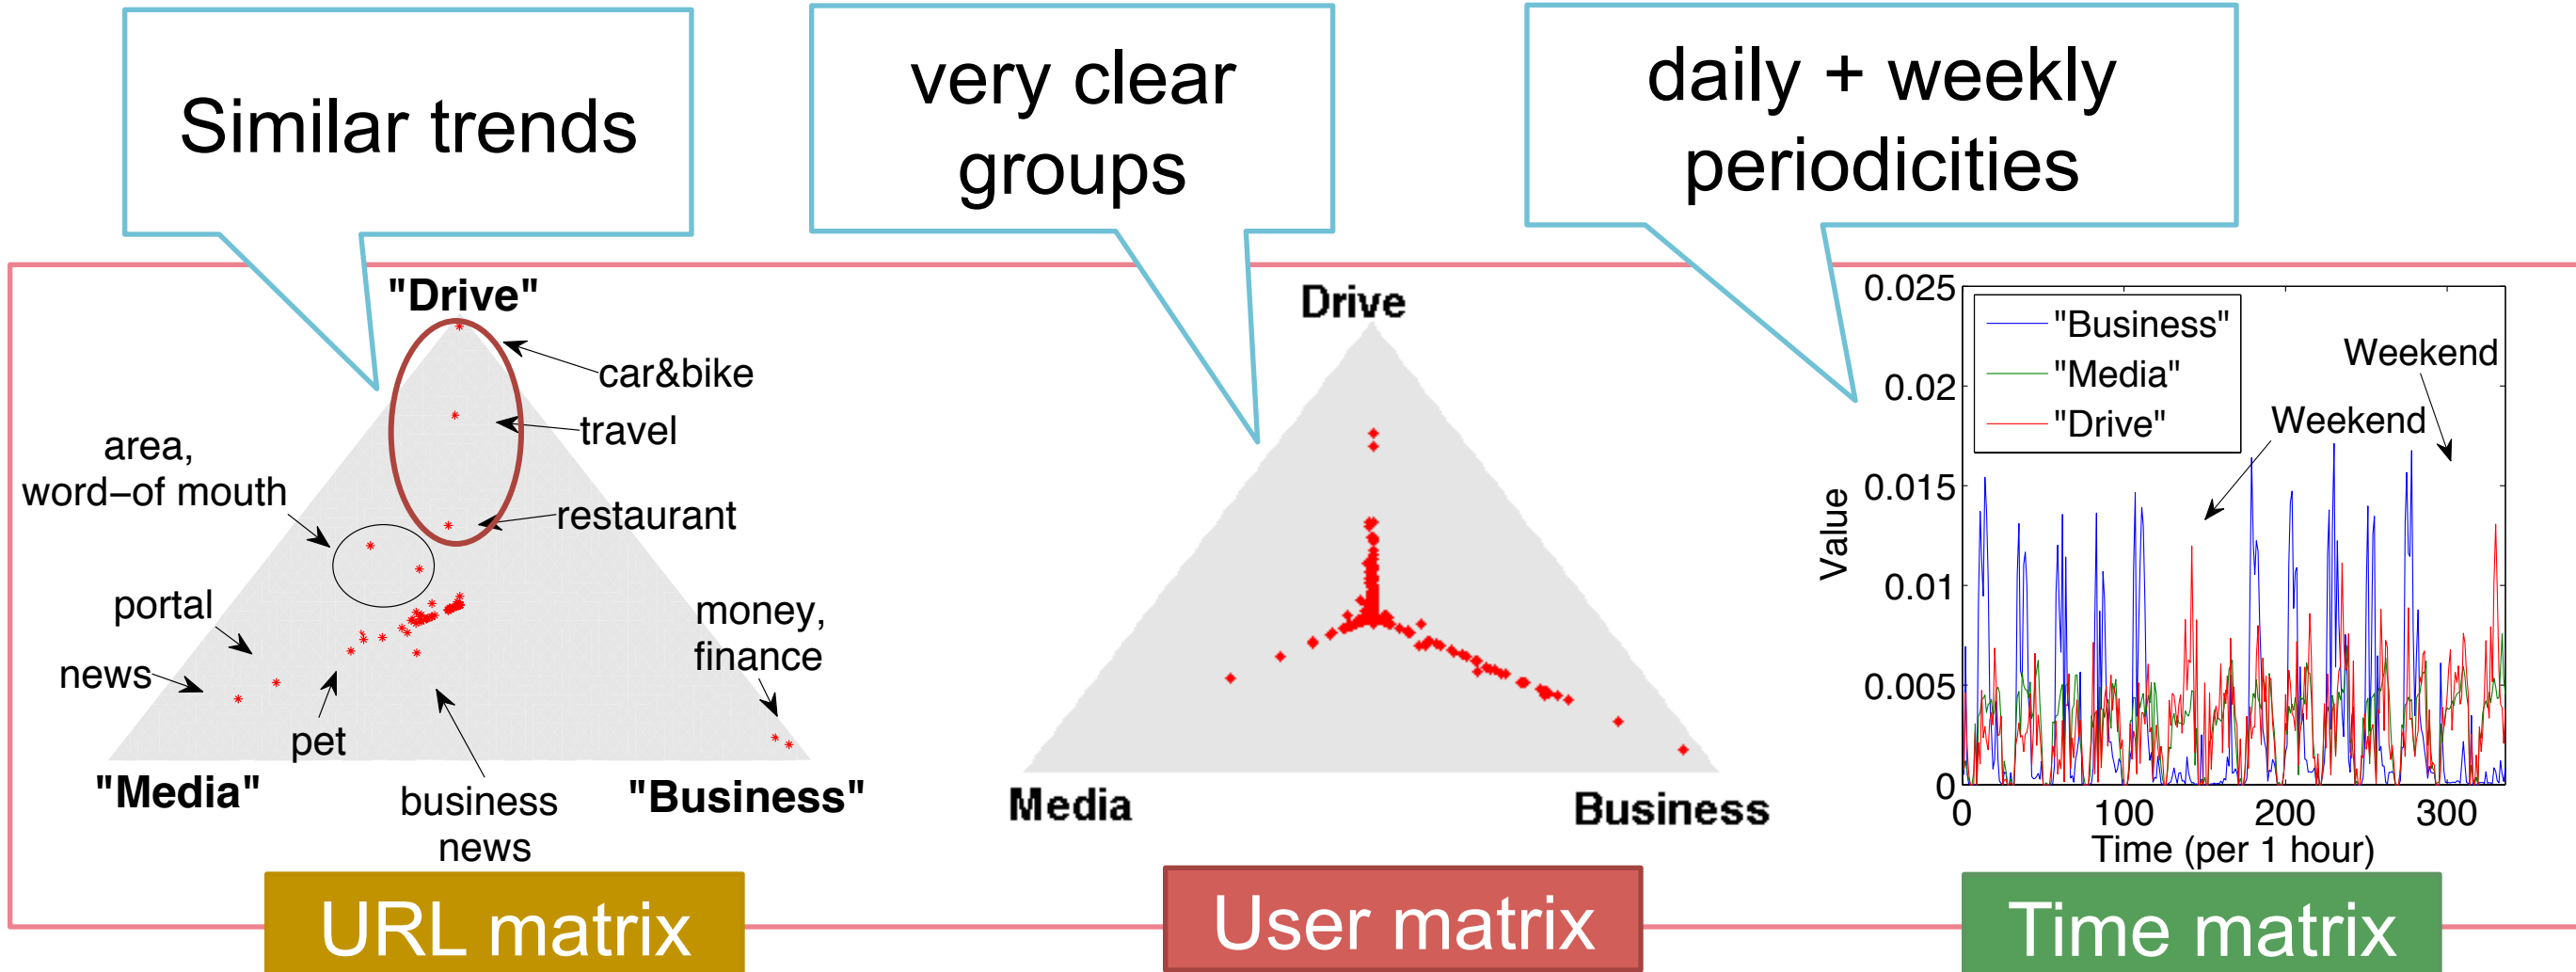 Similar trends
very clear
groups
daily + weekly
periodicities
"Drive"
car&bike
travel
area,
word–of mouth
restaurant
portal
money,
finance
news
pet
"Media"
business
news
"Business"
URL matrix
Drive
Media
Business
User matrix
0.025
0.02
0.015
0.01
0.005
0
Value
"Business"
"Media"
"Drive"
Weekend
Weekend
0
100
200
300
Time (per 1 hour)
Time matrix